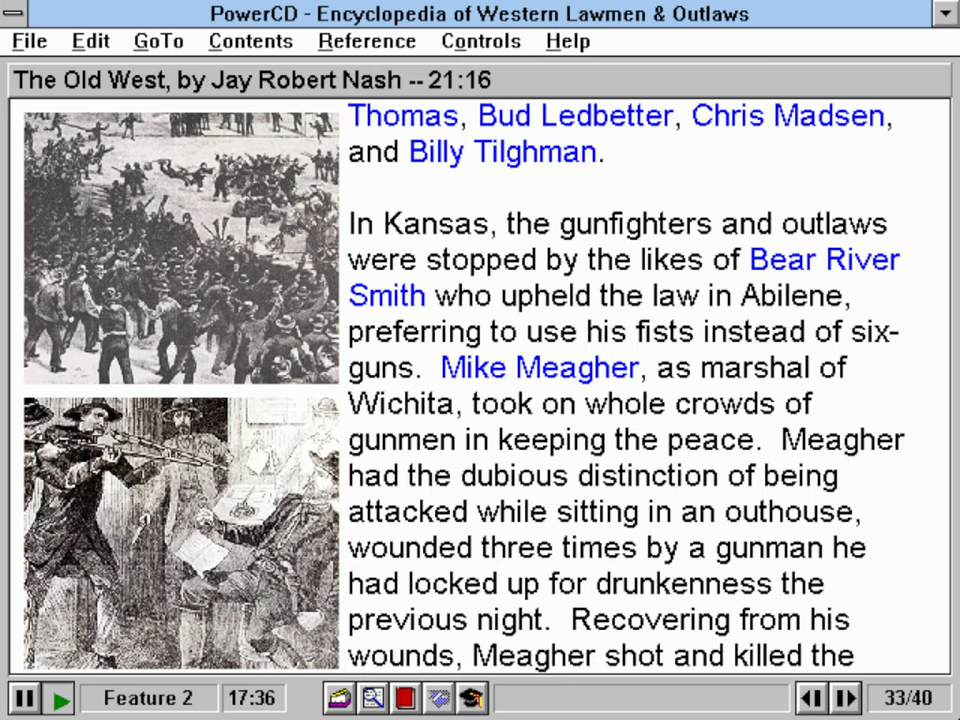 PowerCD - Encyclopedia of Western Lawmen & Outlaws
File Edit GoTo Contents Reference Controls Help
The Old West, by Jay Robert Nash -- 21:16
Thomas, Bud Ledbetter, Chris Madsen,
and Billy Tilghman.
In Kansas, the gunfighters and outlaws
were stopped by the likes of Bear River
Smith who upheld the law in Abilene,
preferring to use his fists instead of six-
guns.  Mike Meagher, as marshal of
Wichita, took on whole crowds of
gunmen in keeping the peace.  Meagher
had the dubious distinction of being
attacked while sitting in an outhouse,
wounded three times by a gunman he
had locked up for drunkenness the
previous night.  Recovering from his
wounds, Meagher shot and killed the
Feature 2 17:36 33/40